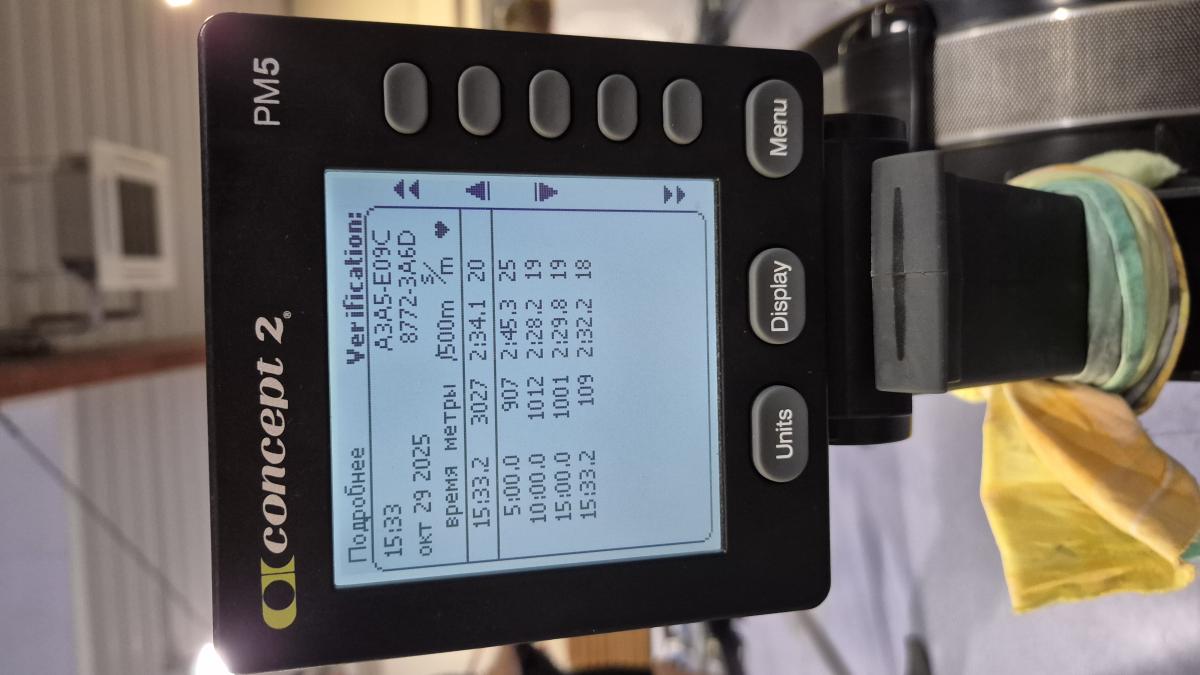 concept 2® PM5
Подробнее Verification:
15:33 A3A5-E09C
окт 29 2025 8772-3A6D
время метры /500m s/m ♥
15:33.2 3027 2:34.1 20
5:00.0 907 2:45.3 25
10:00.0 1012 2:28.2 19
15:00.0 1001 2:29.8 19
15:33.2 109 2:32.2 18
Units Display Menu